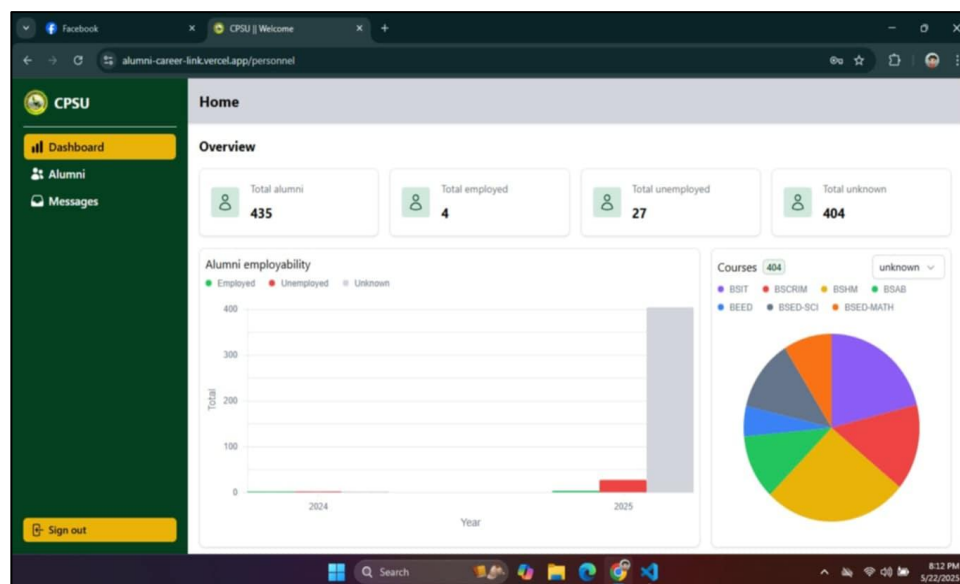 Facebook
CPSU || Welcome
alumni-career-link.vercel.app/personnel
CPSU
Home
Dashboard
Alumni
Messages
Sign out
Overview
Total alumni
435
Total employed
4
Total unemployed
27
Total unknown
404
Alumni employability
Employed Unemployed Unknown
400
300
200
100
0
Total
2024 2025
Year
Courses 404 unknown
BSIT BSCRIM BSHM BSAB
BEED BSED-SCI BSED-MATH
Search
8:12 PM
5/22/2025